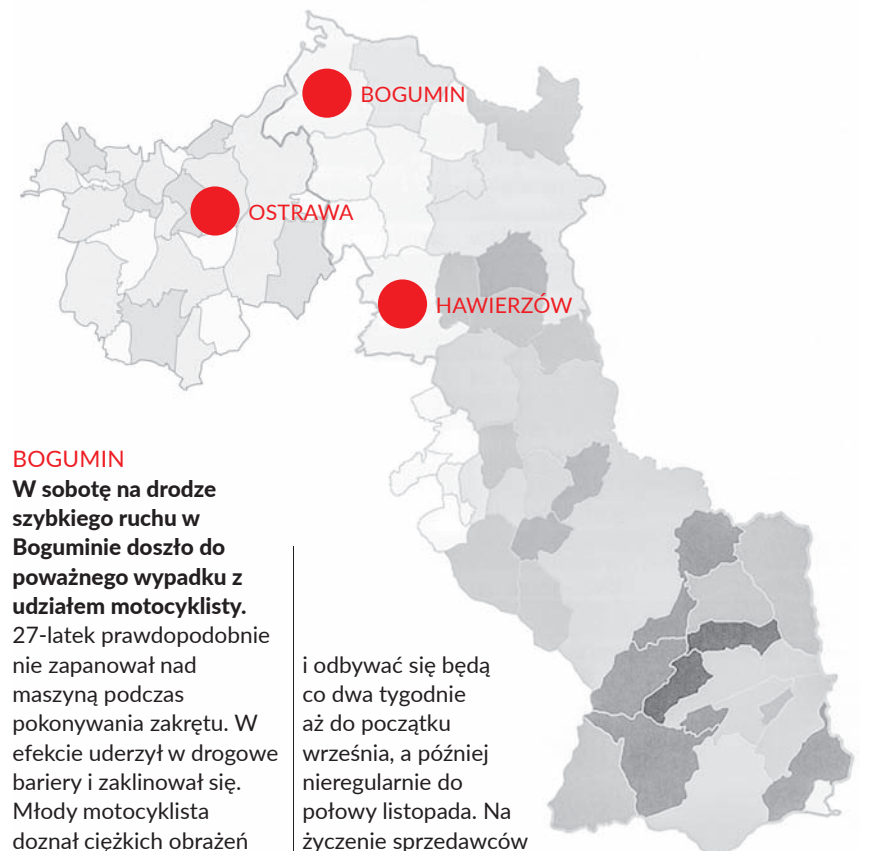 BOGUMIN
OSTRAWA
HAWIERZÓW
BOGUMIN
W sobotę na drodze
szybkiego ruchu w
Boguminie doszło do
poważnego wypadku z
udziałem motocyklisty.
27-latek prawdopodobnie
nie zapanował nad
maszyną podczas
pokonywania zakrętu. W
efekcie uderzył w drogowe
bariery i zaklinował się.
Młody motocyklista
doznał ciężkich obrażeń
i odbywać się będą
co dwa tygodnie
aż do początku
września, a później
nieregularnie do
połowy listopada. Na
życzenie sprzedawców